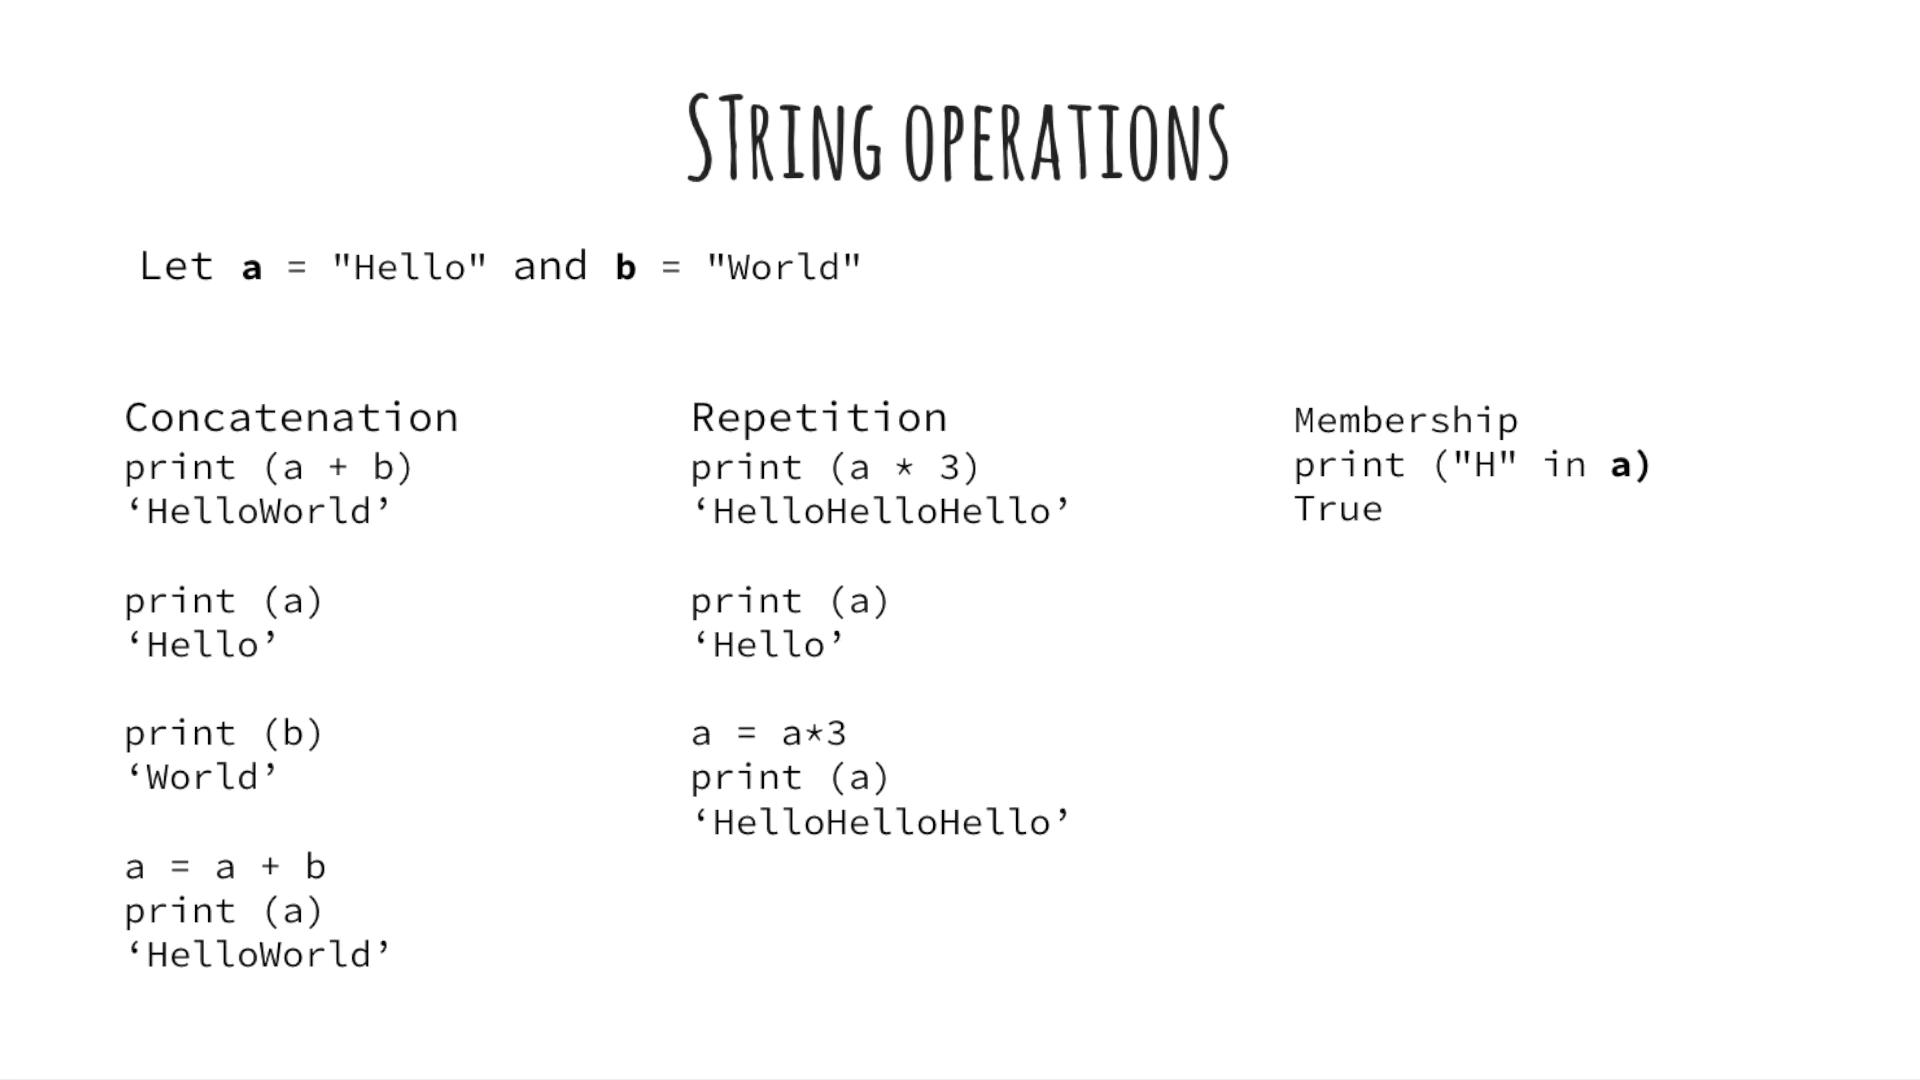 STRING OPERATIONS
Let a = "Hello" and b = "World"
Concatenation
print (a + b)
‘HelloWorld’
print (a)
‘Hello’
print (b)
‘World’
a = a + b
print (a)
‘HelloWorld’
Repetition
print (a * 3)
‘HelloHelloHello’
print (a)
‘Hello’
a = a*3
print (a)
‘HelloHelloHello’
Membership
print ("H" in a)
True